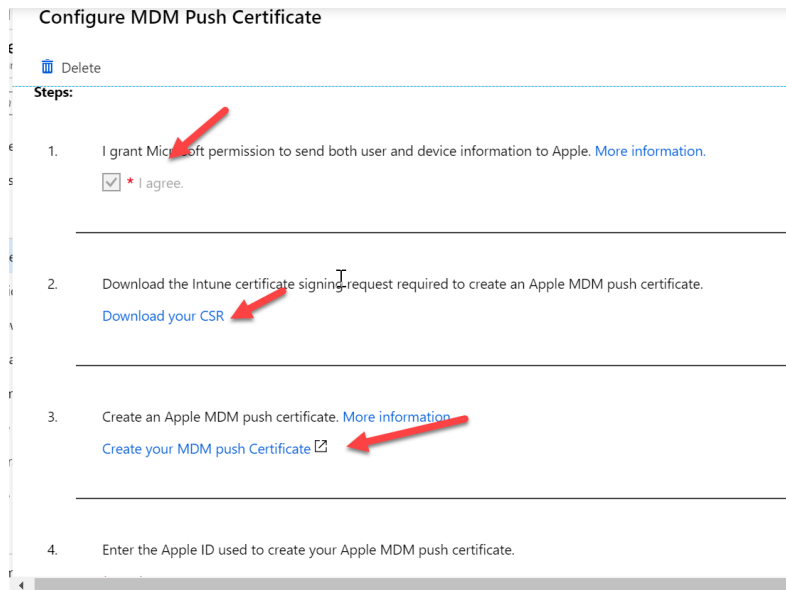 Configure MDM Push Certificate
Delete
Steps:
1. I grant Microsoft permission to send both user and device information to Apple. More information.
* I agree.
2. Download the Intune certificate signing request required to create an Apple MDM push certificate.
Download your CSR
3. Create an Apple MDM push certificate. More information
Create your MDM push Certificate
4. Enter the Apple ID used to create your Apple MDM push certificate.